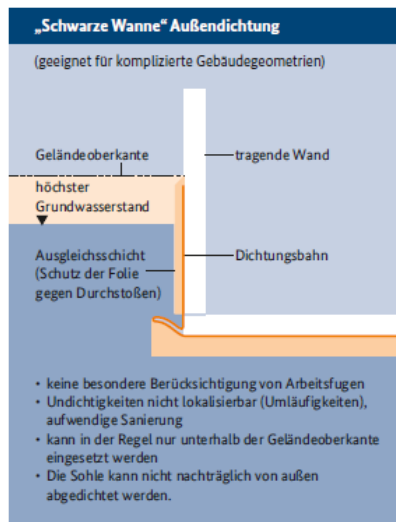 „Schwarze Wanne“ Außendichtung
(geeignet für komplizierte Gebäudegeometrien)
Geländeoberkante
tragende Wand
höchster
Grundwasserstand
Ausgleichsschicht
(Schutz der Folie
gegen Durchstoßen)
Dichtungsbahn
• keine besondere Berücksichtigung von Arbeitsfugen
• Undichtigkeiten nicht lokalisierbar (Umläufigkeiten),
aufwendige Sanierung
• kann in der Regel nur unterhalb der Geländeoberkante
eingesetzt werden
• Die Sohle kann nicht nachträglich von außen
abgedichtet werden.